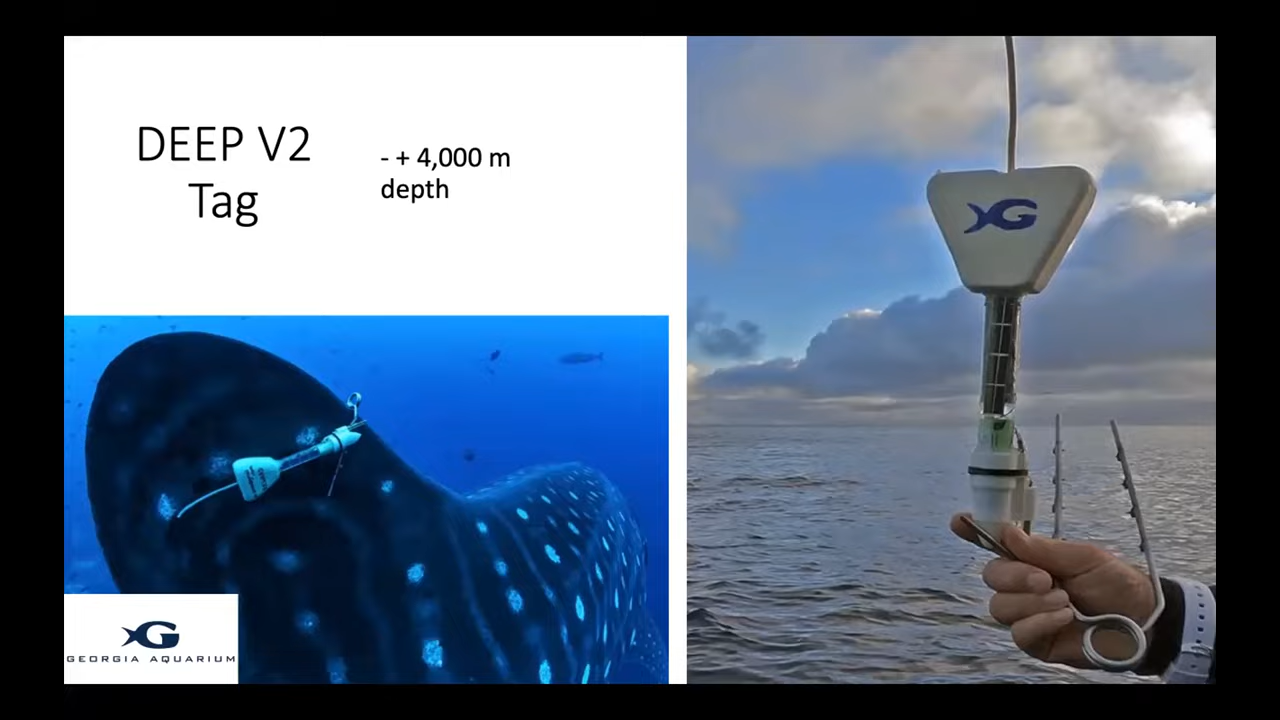 DEEP V2
Tag
- + 4,000 m
depth
G
G
GEORGIA AQUARIUM